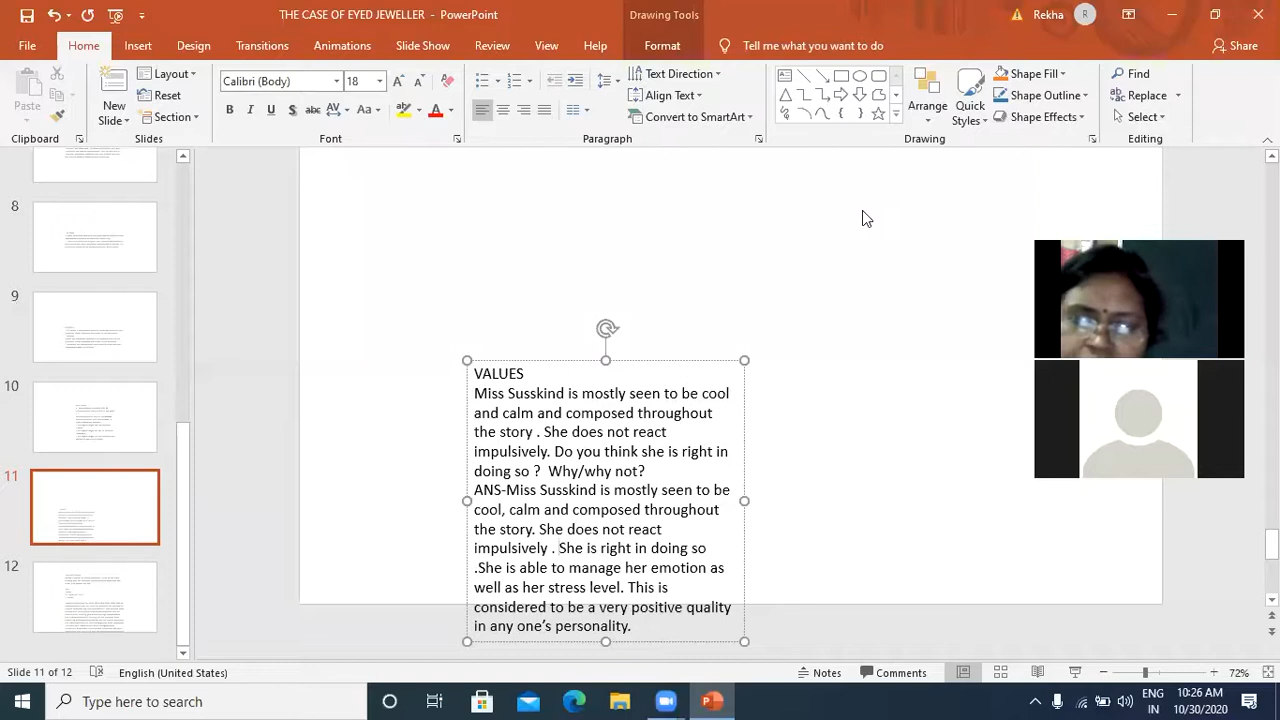 THE CASE OF EYED JEWELLER - PowerPoint
Drawing Tools
Rekha
R
File
Home
Insert
Design
Transitions
Animations
Slide Show
Review
View
Help
Format
Tell me what you want to do
Share
Paste
New Slide
Layout
Reset
Section
Calibri (Body)
18
Text Direction
Align Text
Convert to SmartArt
Arrange
Quick Styles
Shape Fill
Shape Outline
Shape Effects
Find
Replace
Select
Clipboard
Slides
Font
Paragraph
Drawing
Editing
8
9
10
11
12
VALUES
Miss Susskind is mostly seen to be cool
and calm and composed throughout
the story . She does not react
impulsively. Do you think she is right in
doing so ?  Why/why not?
ANS-Miss Susskind is mostly seen to be
cool, calm and composed throughout
the story. She does not react
impulsively . She is right in doing so
.She is able to manage her emotion as
well as her stress level. This is
considered to be a very positive quality
in any one's personality.
Slide 11 of 12
English (United States)
Notes
Comments
72%
Type here to search
ENG
IN
10:26 AM
10/30/2020